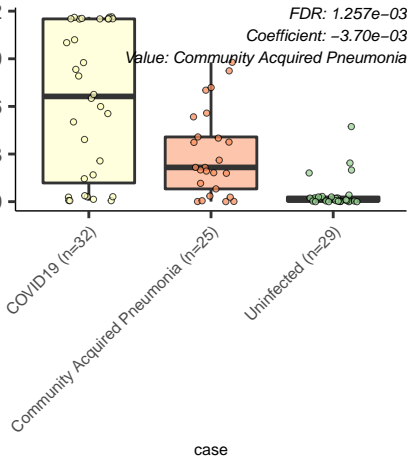 FDR: 1.257e−03
Coefficient: −3.70e−03
Value: Community Acquired Pneumonia
COVID19 (n=32)
Community Acquired Pneumonia (n=25)
Uninfected (n=29)
case